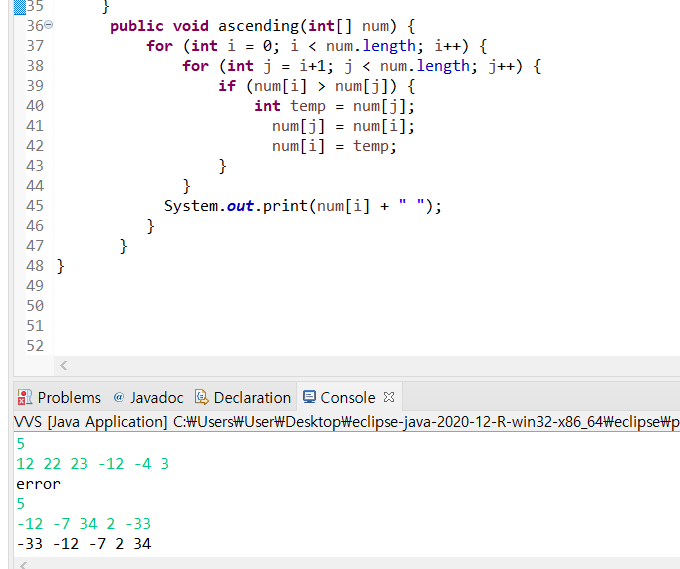 35 }
36 public void ascending(int[] num) {
37 for (int i = 0; i < num.length; i++) {
38 for (int j = i+1; j < num.length; j++) {
39 if (num[i] > num[j]) {
40 int temp = num[j];
41 num[j] = num[i];
42 num[i] = temp;
43 }
44 }
45 System.out.print(num[i] + " ");
46 }
47 }
48 }
49
50
51
52
Problems @ Javadoc Declaration Console
VVS [Java Application] C:₩Users₩User₩Desktop₩eclipse-java-2020-12-R-win32-x86_64₩eclipse₩p
5
12 22 23 -12 -4 3
error
5
-12 -7 34 2 -33
-33 -12 -7 2 34